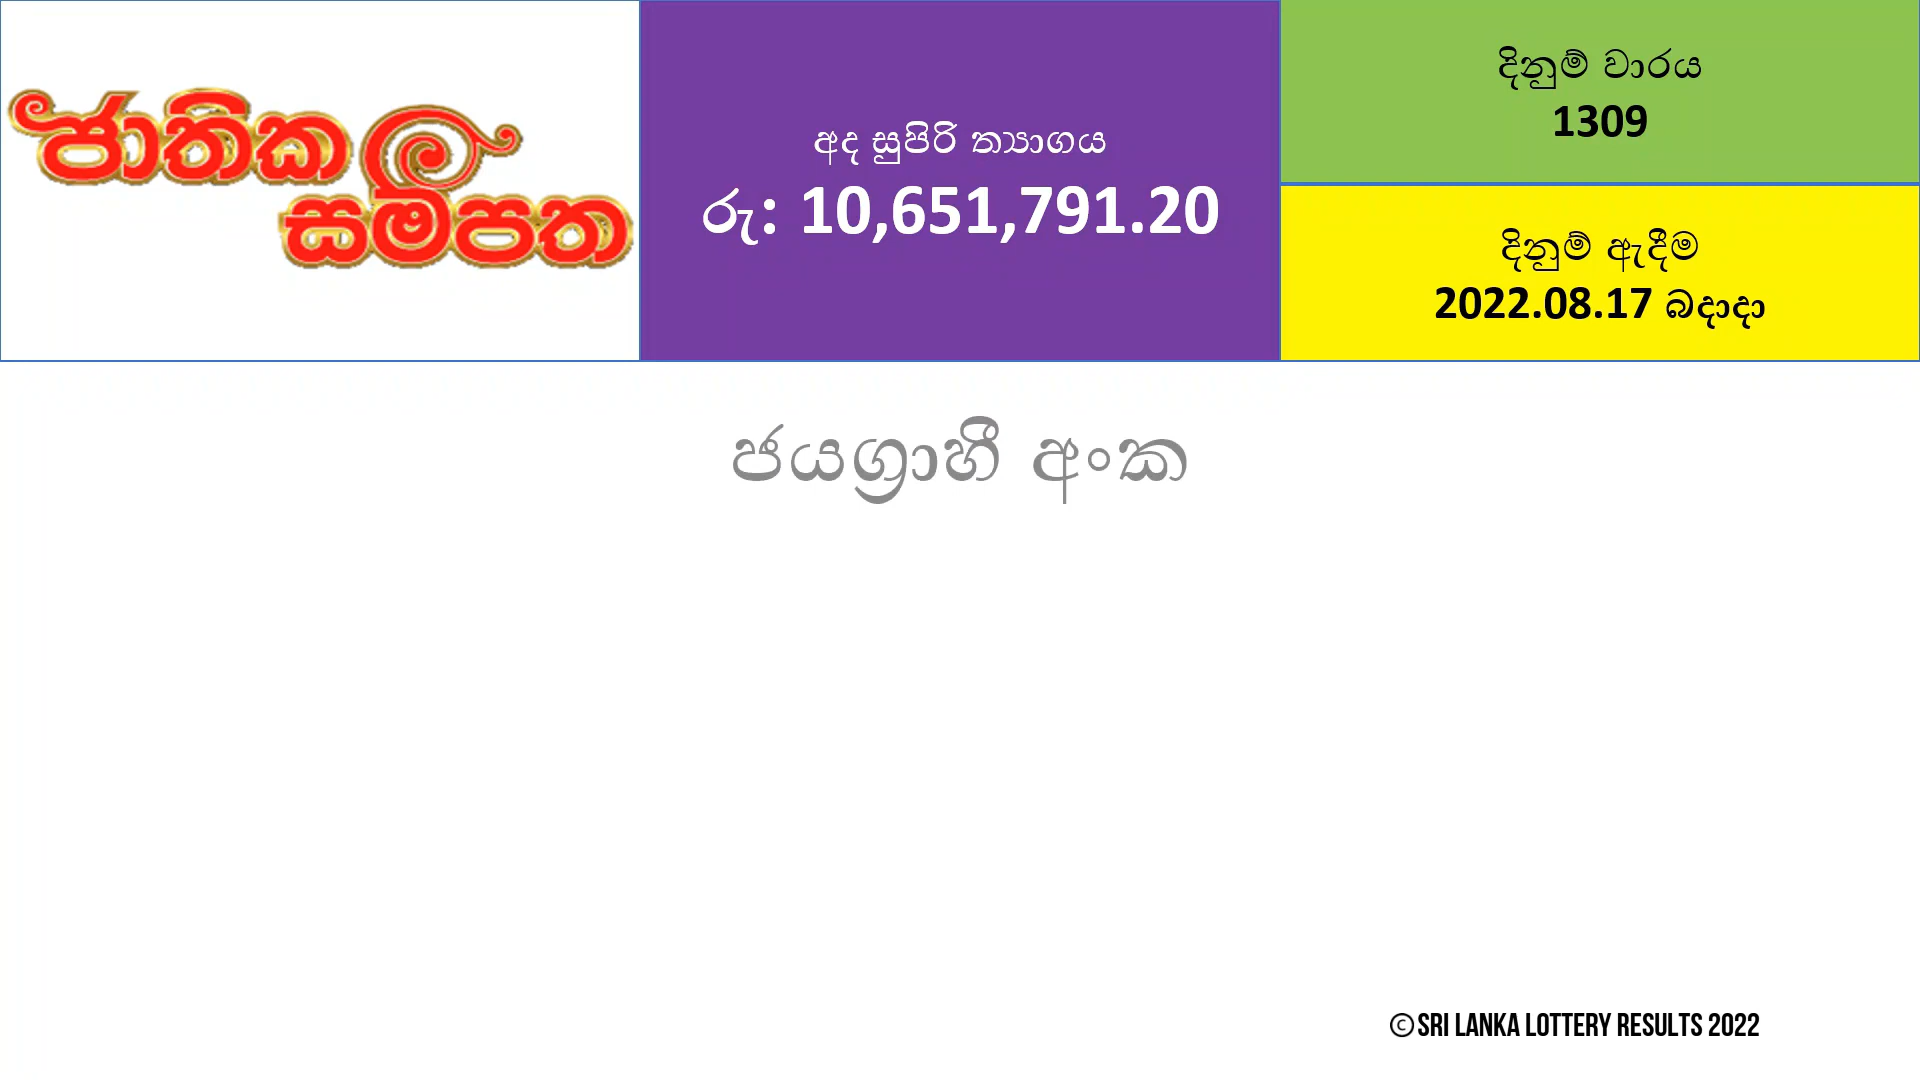 ජාතික
සම්පත
අද සුපිරි ත්‍යාගය
රු: 10,651,791.20
දිනුම් වාරය
1309
දිනුම් ඇදීම
2022.08.17 බදාදා
ජයග්‍රාහී අංක
©SRI LANKA LOTTERY RESULTS 2022